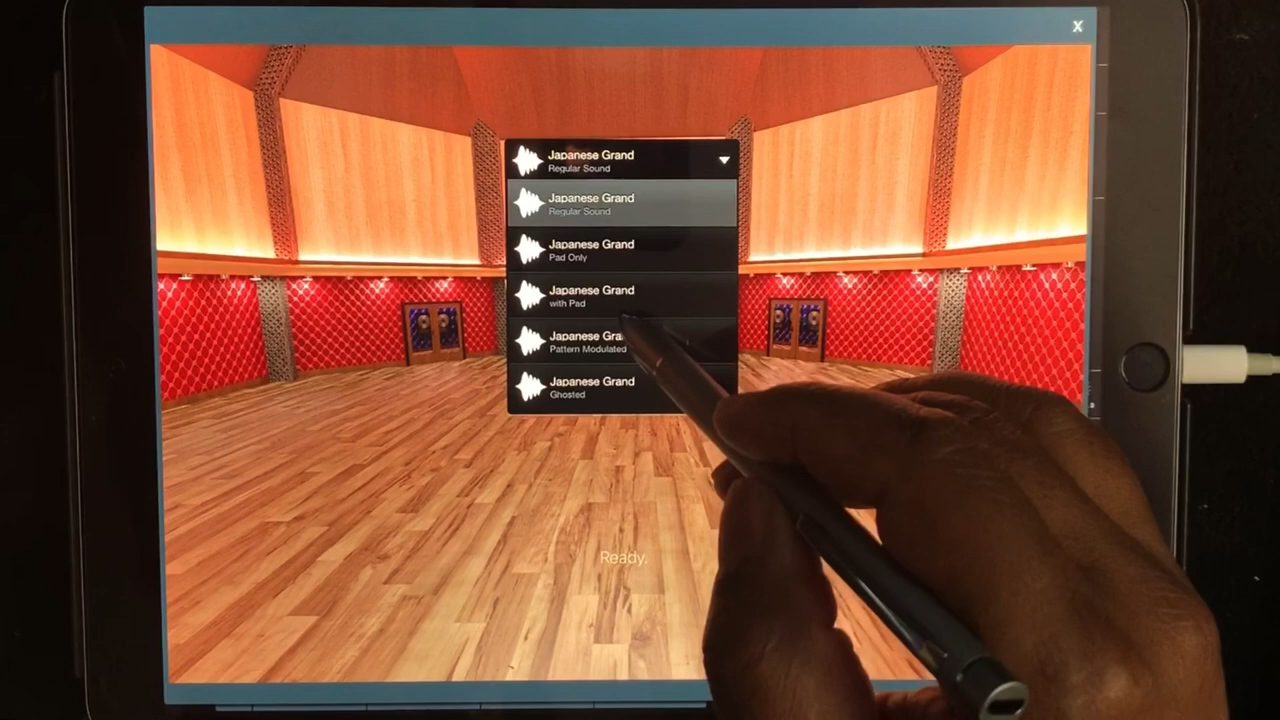 X
Japanese Grand
Regular Sound
Japanese Grand
Regular Sound
Japanese Grand
Pad Only
Japanese Grand
with Pad
Japanese
Pattern Modulated
Japanese Grand
Ghosted
Ready.